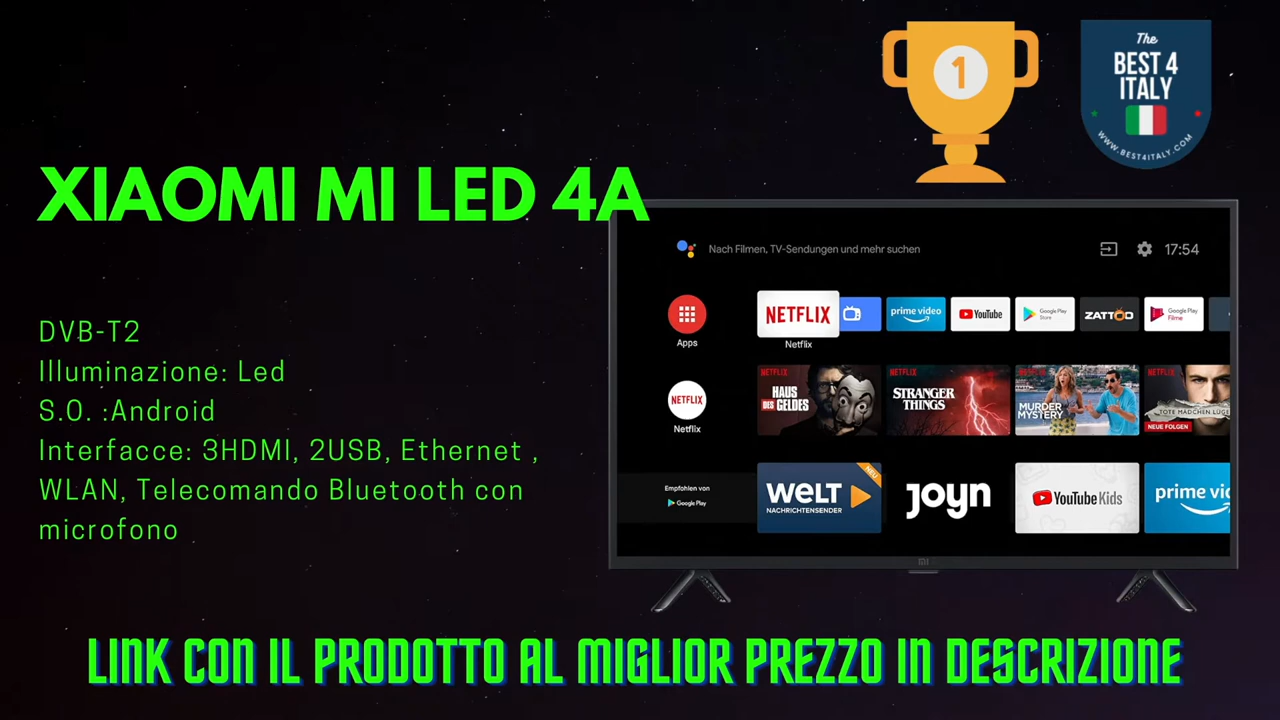 1
The
BEST 4
ITALY
WWW.BEST4ITALY.COM
XIAOMI MI LED 4A
DVB-T2
Illuminazione: Led
S.O. :Android
Interfacce: 3HDMI, 2USB, Ethernet ,
WLAN, Telecomando Bluetooth con
microfono
Nach Filmen, TV-Sendungen und mehr suchen
17:54
Apps
NETFLIX
prime video
YouTube
Google Play
Store
ZATTOO
Google Play
Filme
Netflix
NETFLIX
Netflix
NETFLIX
HAUS
DES GELDES
NETFLIX
STRANGER
THINGS
MURDER
MYSTERY
NETFLIX
TOTE MÄDCHEN LÜGE
NEUE FOLGEN
Empfohlen von
Google Play
WELT
NACHRICHTENSENDER
NEU
joyn
YouTube Kids
prime vid
MI
LINK CON IL PRODOTTO AL MIGLIOR PREZZO IN DESCRIZIONE